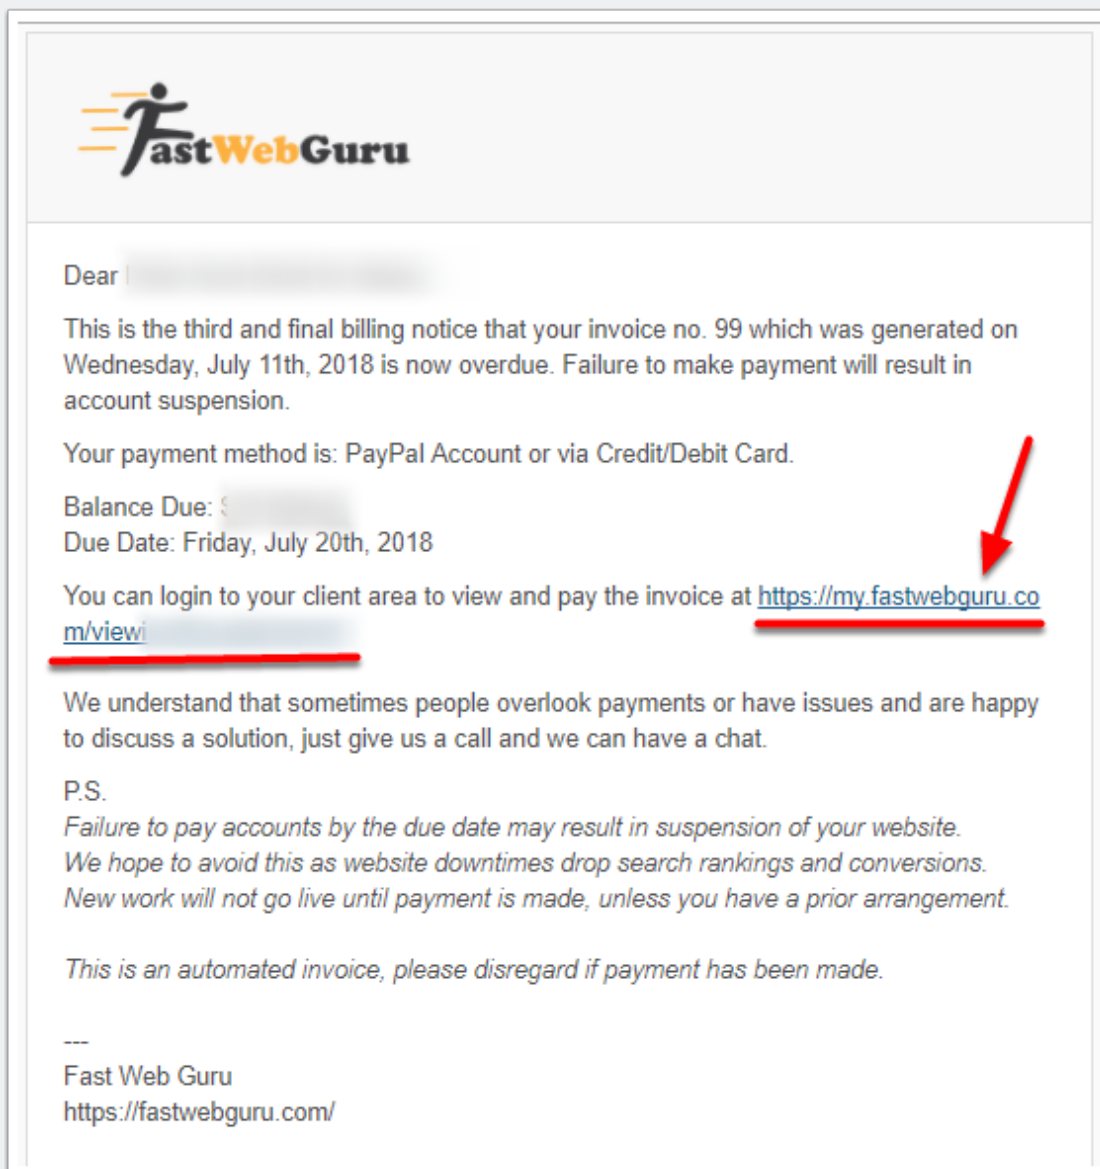 FastWebGuru
Dear
This is the third and final billing notice that your invoice no. 99 which was generated on
Wednesday, July 11th, 2018 is now overdue. Failure to make payment will result in
account suspension.
Your payment method is: PayPal Account or via Credit/Debit Card.
Balance Due:
Due Date: Friday, July 20th, 2018
You can login to your client area to view and pay the invoice at https://my.fastwebguru.co
m/viewi
We understand that sometimes people overlook payments or have issues and are happy
to discuss a solution, just give us a call and we can have a chat.
P.S.
Failure to pay accounts by the due date may result in suspension of your website.
We hope to avoid this as website downtimes drop search rankings and conversions.
New work will not go live until payment is made, unless you have a prior arrangement.
This is an automated invoice, please disregard if payment has been made.
---
Fast Web Guru
https://fastwebguru.com/